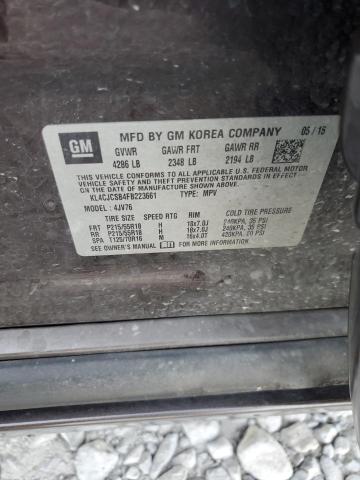 GM
MFD BY GM KOREA COMPANY 05/15
GVWR GAWR FRT GAWR RR
4286 LB 2348 LB 2194 LB
THIS VEHICLE CONFORMS TO ALL APPLICABLE U.S. FEDERAL MOTOR
VEHICLE SAFETY, BUMPER, AND
THEFT PREVENTION STANDARDS IN EFFECT ON THE
DATE OF MANUFACTURE SHOWN ABOVE.
KLACJCSB4FB223661 TYPE: MPV
MODEL: 4JV76
TIRE SIZE SPEED RTG RIM COLD TIRE PRESSURE
FRT P215/55R18 H 18x7.0J 240KPA, 35 PSI
RR P215/55R18 H 18x7.0J 240KPA, 35 PSI
SPA T125/70R16 M 16x4.0T 420KPA, 60 PSI
SEE OWNER'S MANUAL